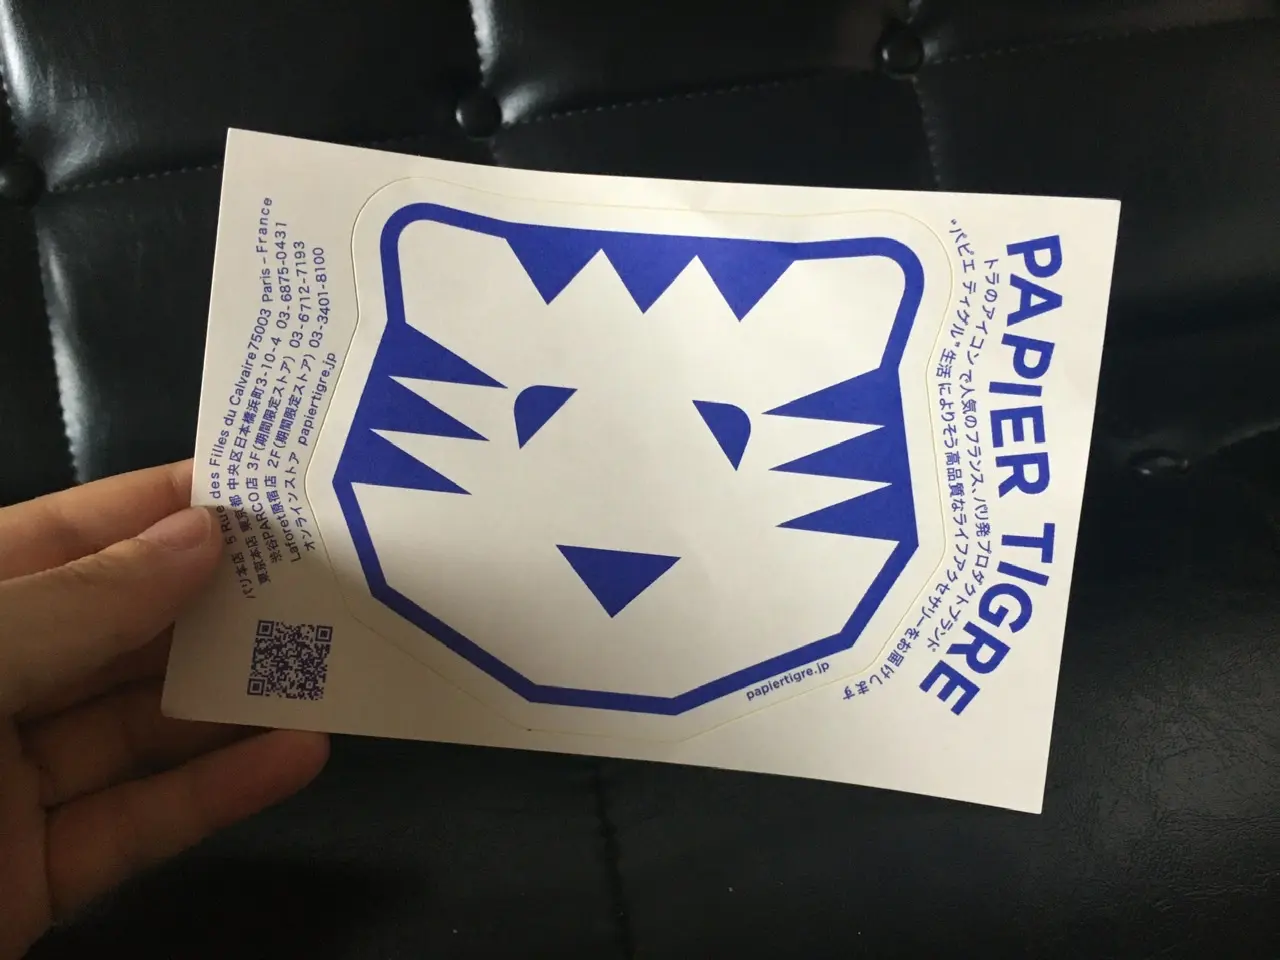 PAPIER TIGRE
トラのアイコンで人気のフランス、パリ発プロダクトブランド
“パピエ ティグル”生活によりそう高品質なライフアクセサリーをお届けします
papiertigre.jp
パリ本店 5 Rue des Filles du Calvaire75003 Paris – France
東京本店 東京都 中央区日本橋浜町3-10-4 03-6875-0431
渋谷PARCO店 3F(期間限定ストア) 03-6712-7193
Laforet原宿店 2F(期間限定ストア) 03-3401-8100
オンラインストア papiertigre.jp